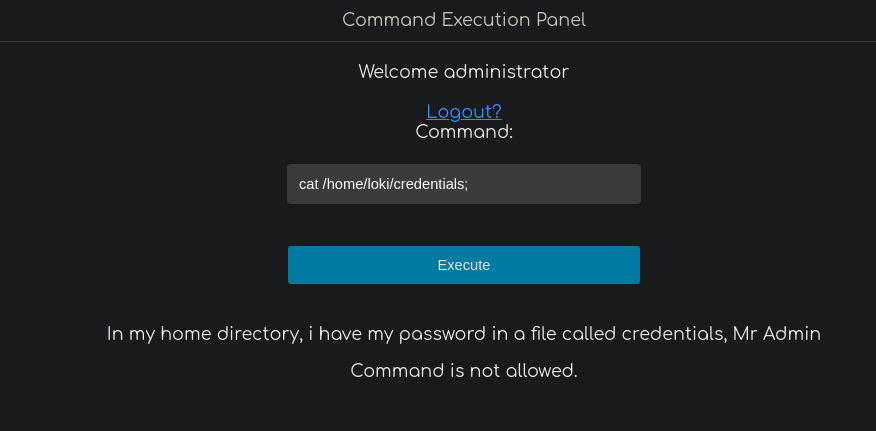 Command Execution Panel
Welcome administrator
Logout?
Command:
cat /home/loki/credentials;
Execute
In my home directory, i have my password in a file called credentials, Mr Admin
Command is not allowed.